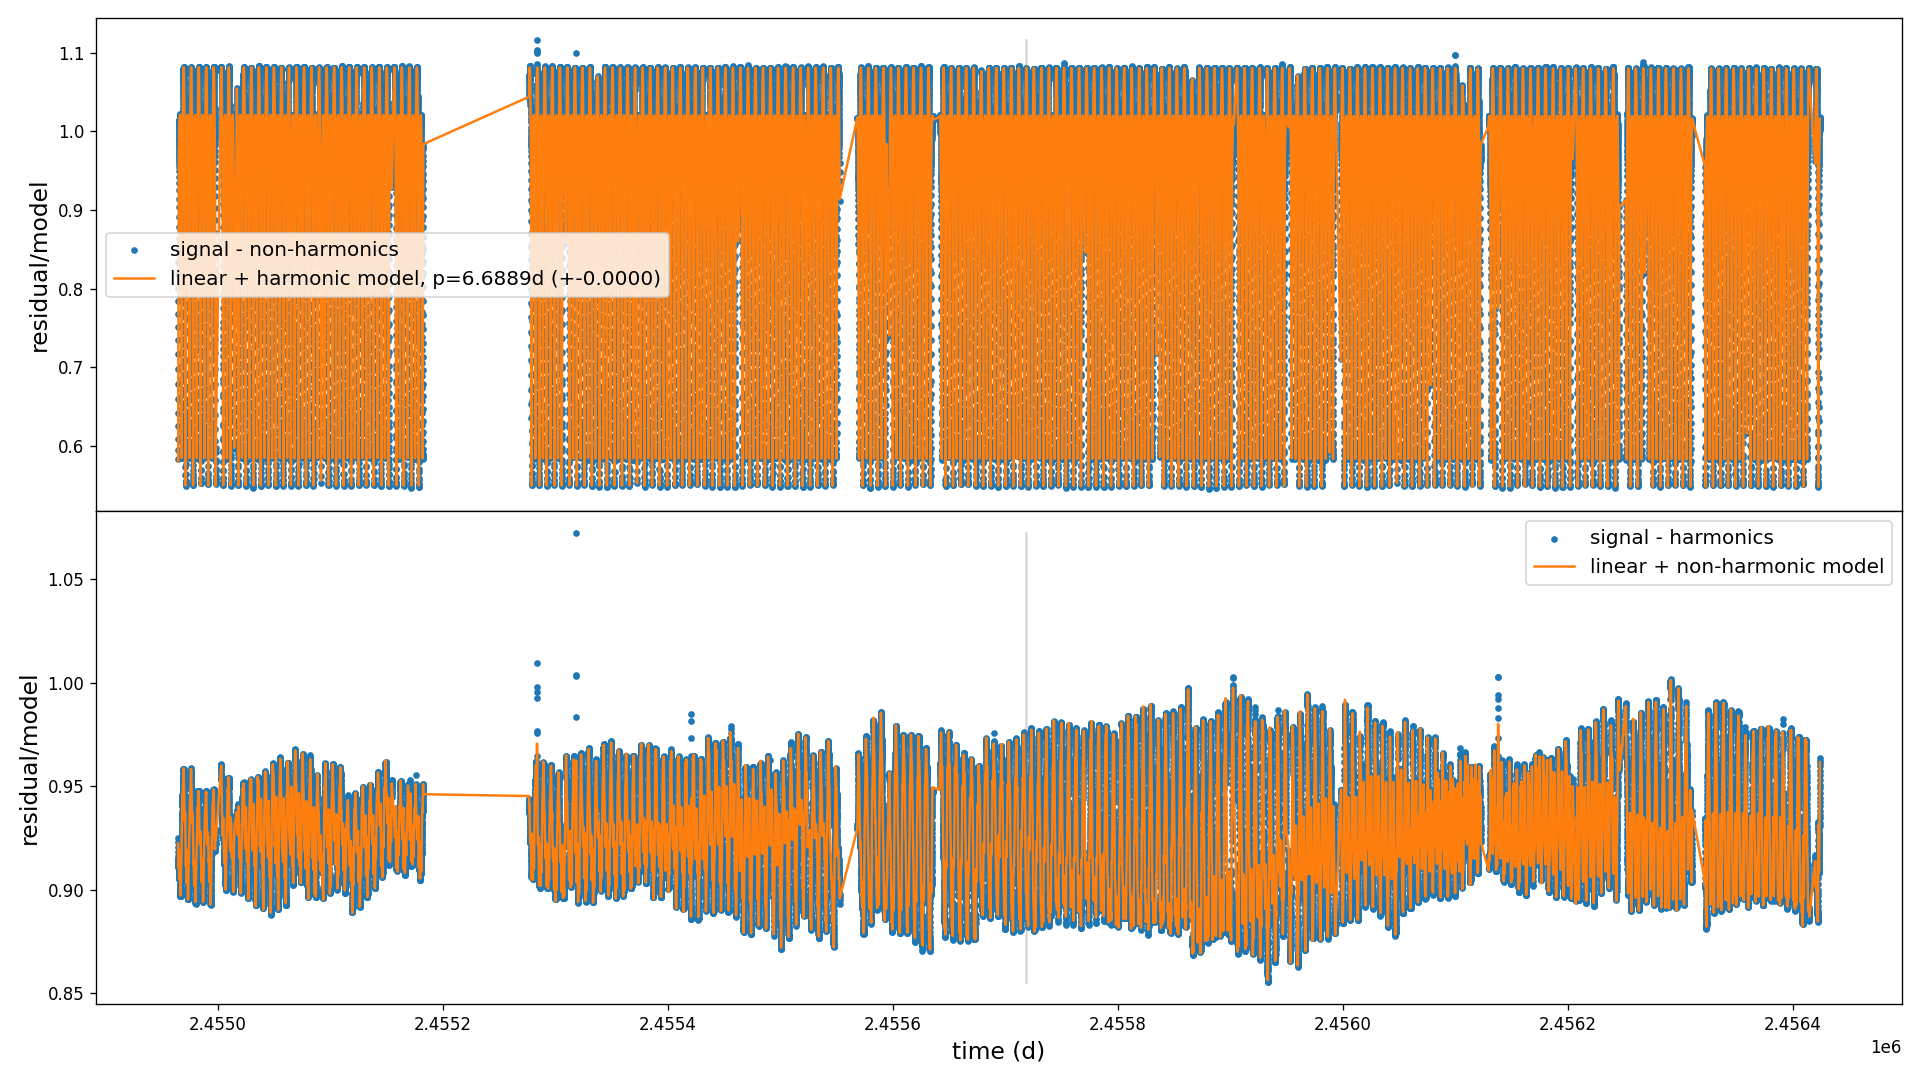 1.1
1.0
0.9
0.8
0.7
0.6
residual/model
signal - non-harmonics
linear + harmonic model, p=6.6889d (+-0.0000)
1.05
1.00
0.95
0.90
0.85
residual/model
signal - harmonics
linear + non-harmonic model
2.4550
2.4552
2.4554
2.4556
2.4558
2.4560
2.4562
2.4564
1e6
time (d)